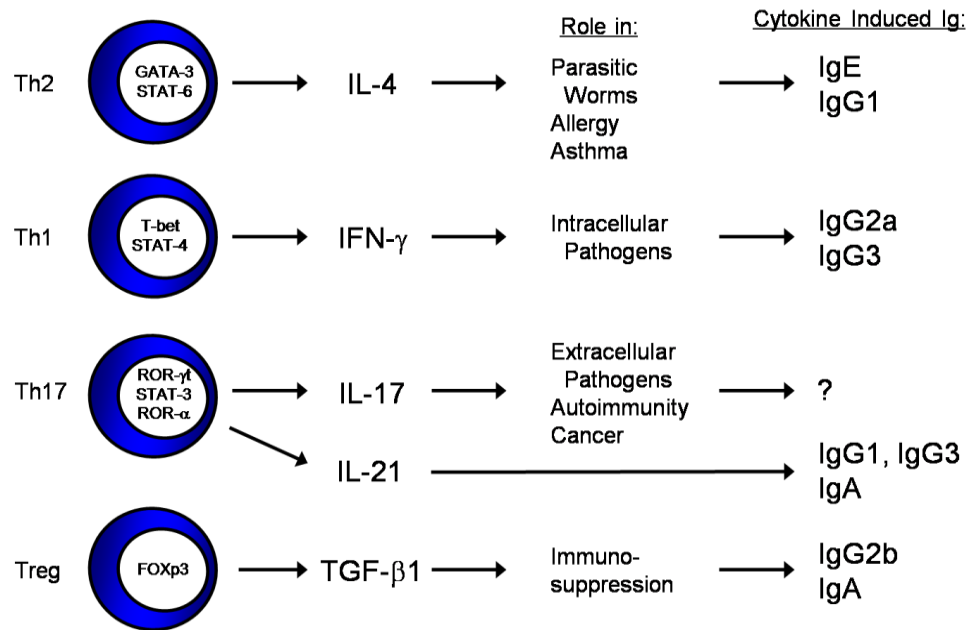 Role in:
Cytokine Induced Ig:
Th2
GATA-3
STAT-6
IL-4
Parasitic
Worms
Allergy
Asthma
IgE
IgG1
Th1
T-bet
STAT-4
IFN-γ
Intracellular
Pathogens
IgG2a
IgG3
Th17
ROR-γt
STAT-3
ROR-α
IL-17
Extracellular
Pathogens
Autoimmunity
Cancer
?
IL-21
IgG1, IgG3
IgA
Treg
FOXp3
TGF-β1
Immuno-
suppression
IgG2b
IgA